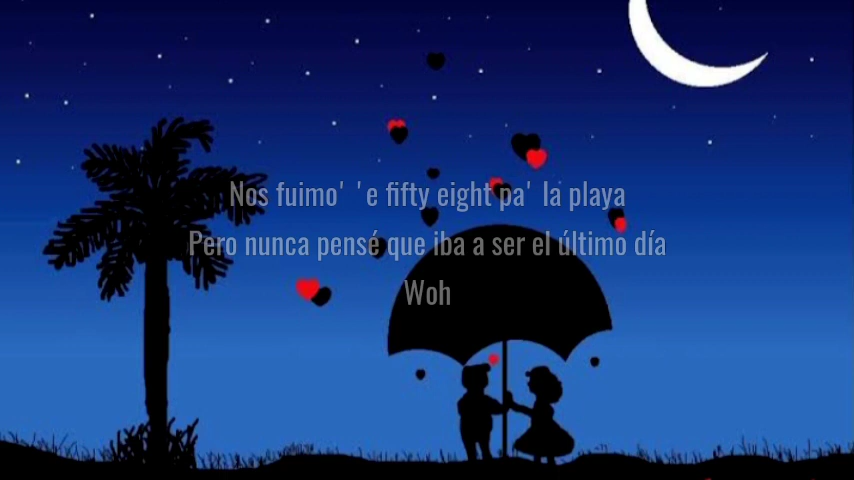 Nos fuimo' 'e fifty eight pa' la playa
Pero nunca pensé que iba a ser el último día
Woh